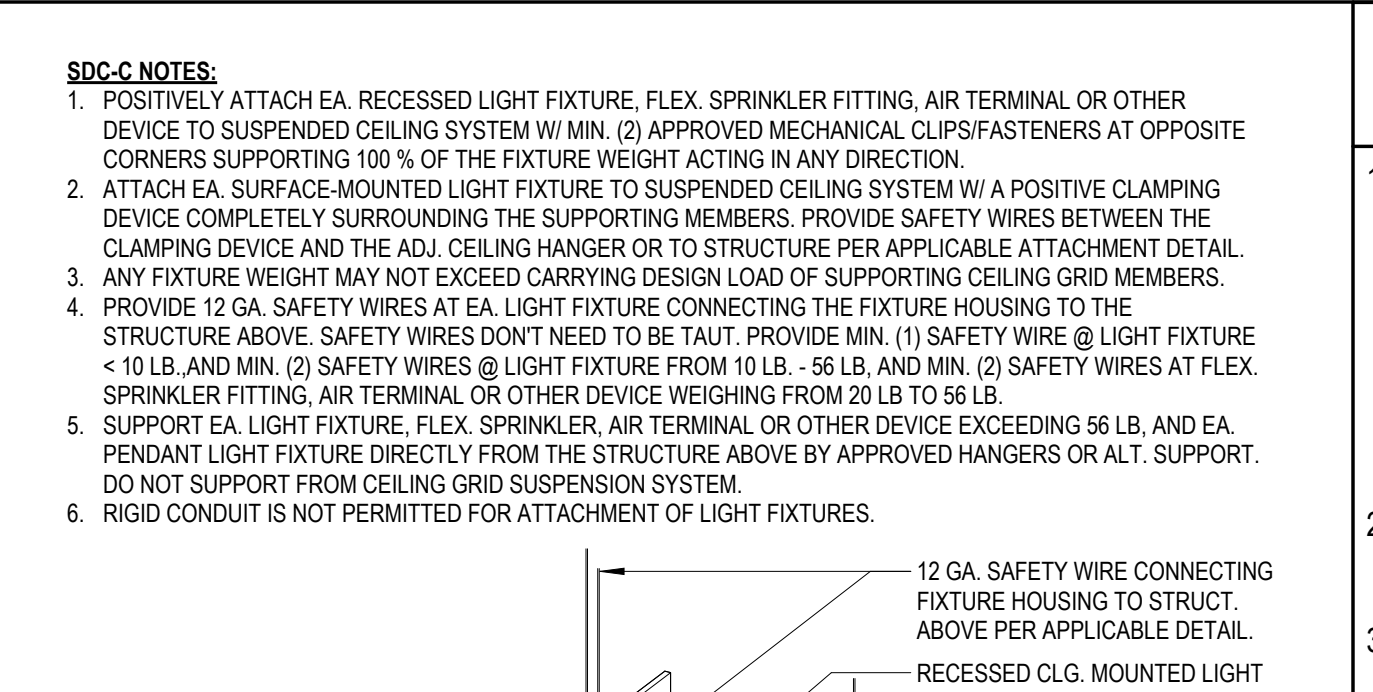 SDC-C NOTES:
1. POSITIVELY ATTACH EA. RECESSED LIGHT FIXTURE, FLEX. SPRINKLER FITTING, AIR TERMINAL OR OTHER
DEVICE TO SUSPENDED CEILING SYSTEM W/ MIN. (2) APPROVED MECHANICAL CLIPS/FASTENERS AT OPPOSITE
CORNERS SUPPORTING 100 % OF THE FIXTURE WEIGHT ACTING IN ANY DIRECTION.
2. ATTACH EA. SURFACE-MOUNTED LIGHT FIXTURE TO SUSPENDED CEILING SYSTEM W/ A POSITIVE CLAMPING
DEVICE COMPLETELY SURROUNDING THE SUPPORTING MEMBERS. PROVIDE SAFETY WIRES BETWEEN THE
CLAMPING DEVICE AND THE ADJ. CEILING HANGER OR TO STRUCTURE PER APPLICABLE ATTACHMENT DETAIL.
3. ANY FIXTURE WEIGHT MAY NOT EXCEED CARRYING DESIGN LOAD OF SUPPORTING CEILING GRID MEMBERS.
4. PROVIDE 12 GA. SAFETY WIRES AT EA. LIGHT FIXTURE CONNECTING THE FIXTURE HOUSING TO THE
STRUCTURE ABOVE. SAFETY WIRES DON'T NEED TO BE TAUT. PROVIDE MIN. (1) SAFETY WIRE @ LIGHT FIXTURE
< 10 LB.,AND MIN. (2) SAFETY WIRES @ LIGHT FIXTURE FROM 10 LB. - 56 LB, AND MIN. (2) SAFETY WIRES AT FLEX.
SPRINKLER FITTING, AIR TERMINAL OR OTHER DEVICE WEIGHING FROM 20 LB TO 56 LB.
5. SUPPORT EA. LIGHT FIXTURE, FLEX. SPRINKLER, AIR TERMINAL OR OTHER DEVICE EXCEEDING 56 LB, AND EA.
PENDANT LIGHT FIXTURE DIRECTLY FROM THE STRUCTURE ABOVE BY APPROVED HANGERS OR ALT. SUPPORT.
DO NOT SUPPORT FROM CEILING GRID SUSPENSION SYSTEM.
6. RIGID CONDUIT IS NOT PERMITTED FOR ATTACHMENT OF LIGHT FIXTURES.
12 GA. SAFETY WIRE CONNECTING
FIXTURE HOUSING TO STRUCT.
ABOVE PER APPLICABLE DETAIL.
RECESSED CLG. MOUNTED LIGHT